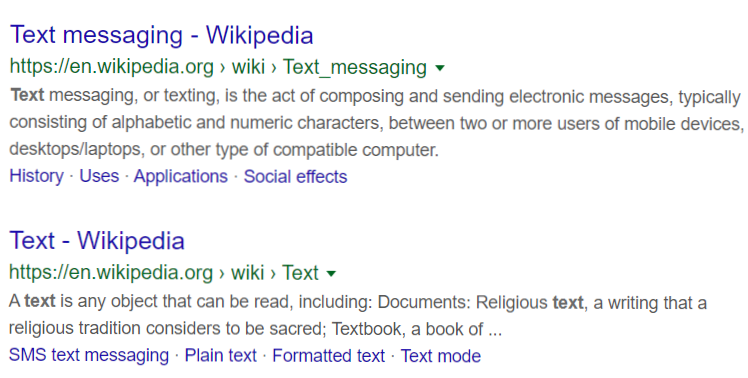 Text messaging - Wikipedia
https://en.wikipedia.org › wiki › Text_messaging
Text messaging, or texting, is the act of composing and sending electronic messages, typically
consisting of alphabetic and numeric characters, between two or more users of mobile devices,
desktops/laptops, or other type of compatible computer.
History · Uses · Applications · Social effects
Text - Wikipedia
https://en.wikipedia.org › wiki › Text
A text is any object that can be read, including: Documents: Religious text, a writing that a
religious tradition considers to be sacred; Textbook, a book of ...
SMS text messaging · Plain text · Formatted text · Text mode